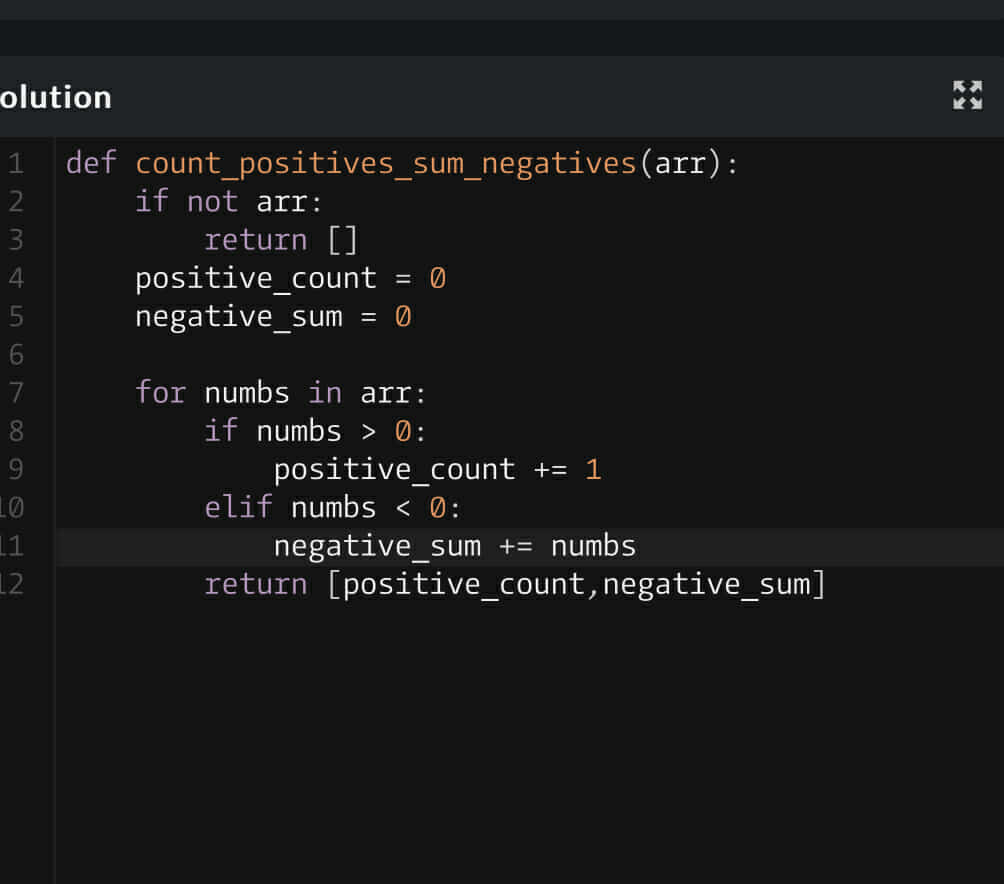 olution
1 def count_positives_sum_negatives(arr):
2     if not arr:
3         return []
4     positive_count = 0
5     negative_sum = 0
6
7     for numbs in arr:
8         if numbs > 0:
9             positive_count += 1
10         elif numbs < 0:
11             negative_sum += numbs
12         return [positive_count,negative_sum]